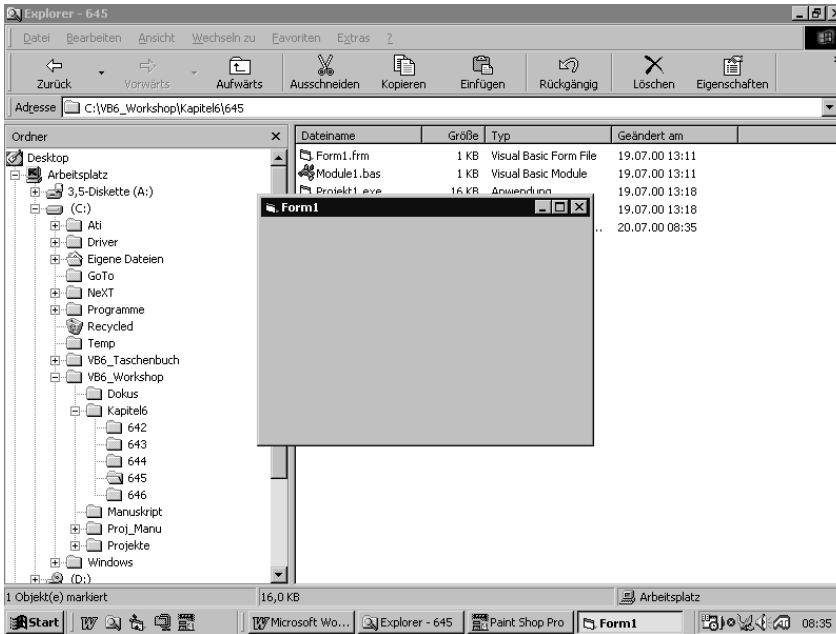 Explorer - 645
Datei Bearbeiten Ansicht Wechseln zu Favoriten Extras ?
Zurück Vorwärts Aufwärts Ausschneiden Kopieren Einfügen Rückgängig Löschen Eigenschaften
Adresse C:\VB6_Workshop\Kapitel6\645
Ordner
Desktop
Arbeitsplatz
3,5-Diskette (A:)
(C:)
Ati
Driver
Eigene Dateien
GoTo
NeXT
Programme
Recycled
Temp
VB6_Taschenbuch
VB6_Workshop
Dokus
Kapitel6
642
643
644
645
646
Manuskript
Proj_Manu
Projekte
Windows
(D:)
Dateiname Größe Typ Geändert am
Form1.frm 1 KB Visual Basic Form File 19.07.00 13:11
Module1.bas 1 KB Visual Basic Module 19.07.00 13:11
Projekt1.exe 16 KB Anwendung 19.07.00 13:18
19.07.00 13:18
.. 20.07.00 08:35
Form1
1 Objekt(e) markiert 16,0 KB Arbeitsplatz
Start Microsoft Wo... Explorer - 645 Paint Shop Pro Form1 08:35